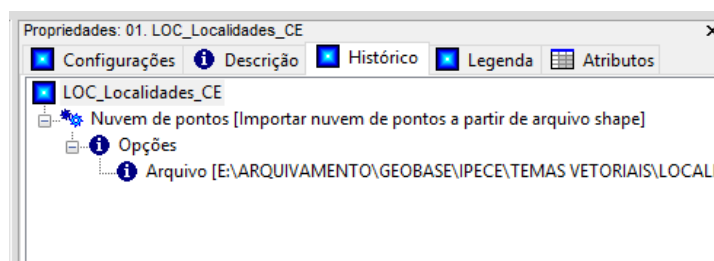 Propriedades: 01. LOC_Localidades_CE
Configurações Descrição Histórico Legenda Atributos
LOC_Localidades_CE
Nuvem de pontos [Importar nuvem de pontos a partir de arquivo shape]
Opções
Arquivo [E:\ARQUIVAMENTO\GEOBASE\IPECE\TEMAS VETORIAIS\LOCALI